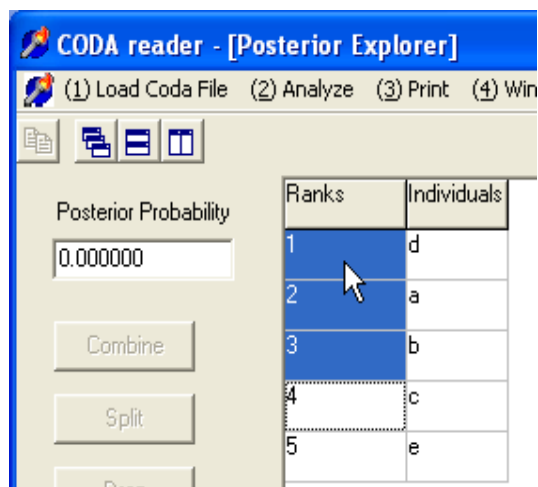 CODA reader - [Posterior Explorer]
(1) Load Coda File (2) Analyze (3) Print (4) Win
Posterior Probability
0.000000
Combine
Split
Ranks Individuals
1 d
2 a
3 b
4 c
5 e